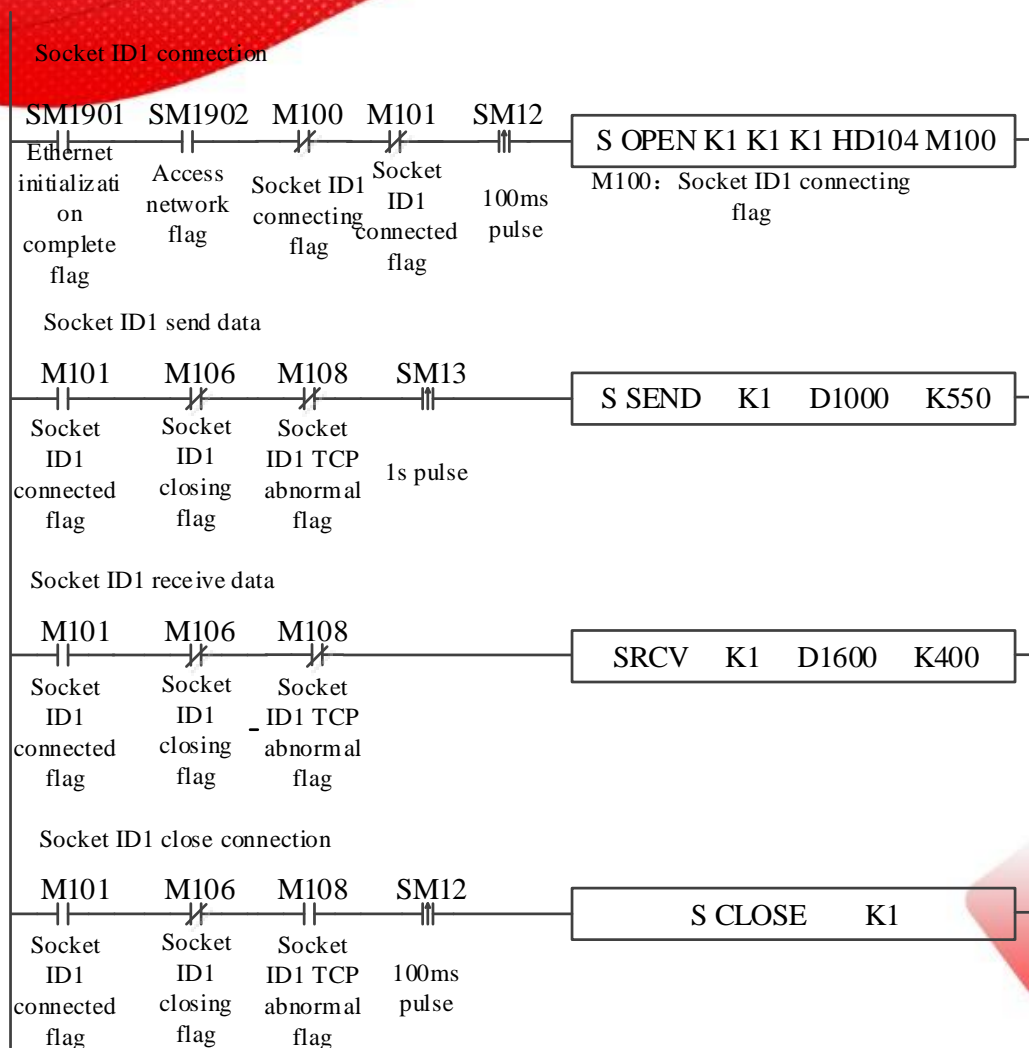 Socket ID1 connection
SM1901 SM1902 M100 M101 SM12
S OPEN K1 K1 K1 HD104 M100
Ethernet
initializati
on
complete
flag
Access
network
flag
Socket ID1
connecting
flag
Socket
ID1
connected
flag
100ms
pulse
M100：Socket ID1 connecting
flag
Socket ID1 send data
M101 M106 M108 SM13
S SEND K1 D1000 K550
Socket
ID1
connected
flag
Socket
ID1
closing
flag
Socket
ID1 TCP
abnormal
flag
1s pulse
Socket ID1 receive data
M101 M106 M108
SRCV K1 D1600 K400
Socket
ID1
connected
flag
Socket
ID1
closing
flag
Socket
ID1 TCP
abnormal
flag
Socket ID1 close connection
M101 M106 M108 SM12
S CLOSE K1
Socket
ID1
connected
flag
Socket
ID1
closing
flag
Socket
ID1 TCP
abnormal
flag
100ms
pulse